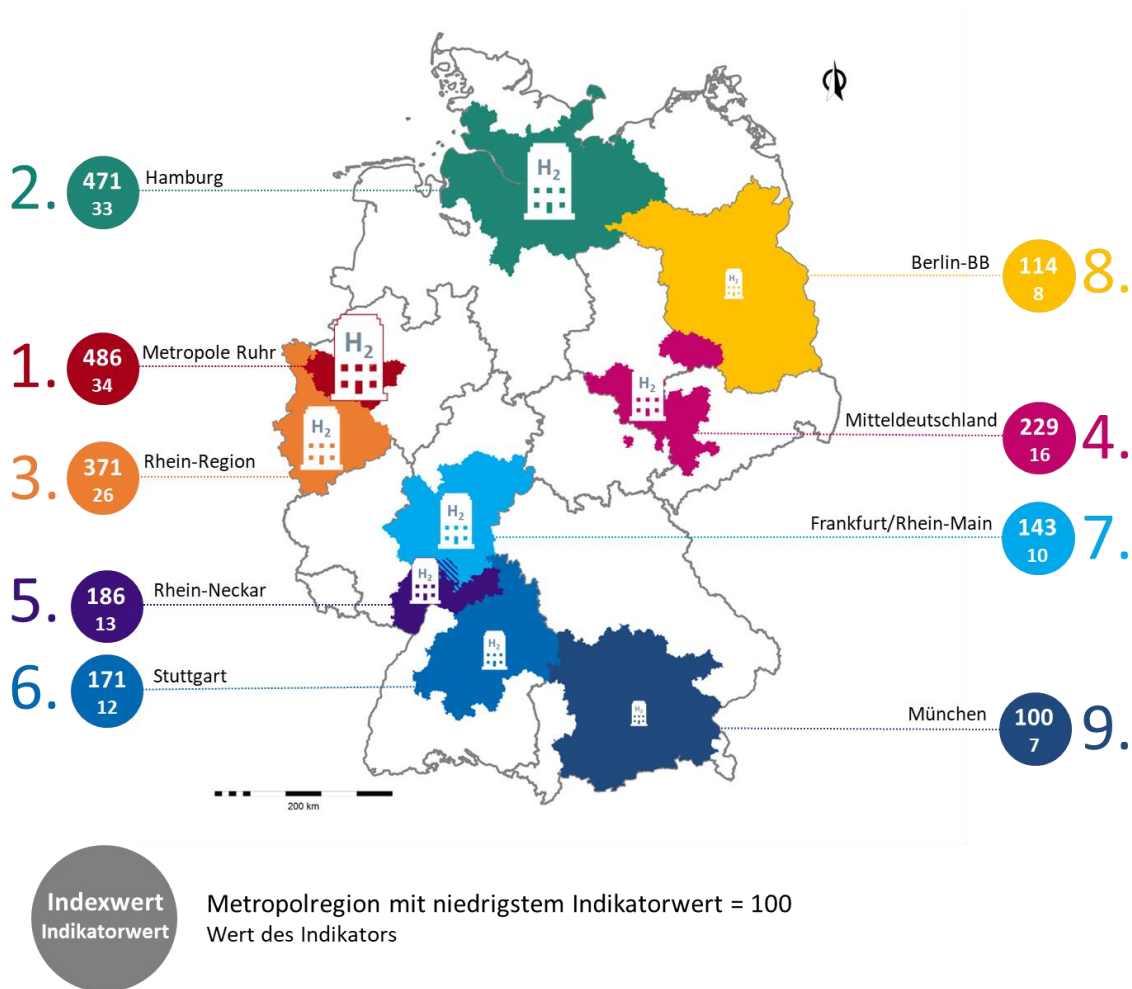 2.
471
33
Hamburg
H2
Berlin-BB
114
8
8.
H2
1.
486
34
Metropole Ruhr
H2
H2
Mitteldeutschland
229
16
4.
3.
371
26
Rhein-Region
H2
Frankfurt/Rhein-Main
143
10
7.
H2
5.
186
13
Rhein-Neckar
H2
6.
171
12
Stuttgart
H2
München
100
7
9.
H2
200 km
Indexwert
Indikatorwert
Metropolregion mit niedrigstem Indikatorwert = 100
Wert des Indikators